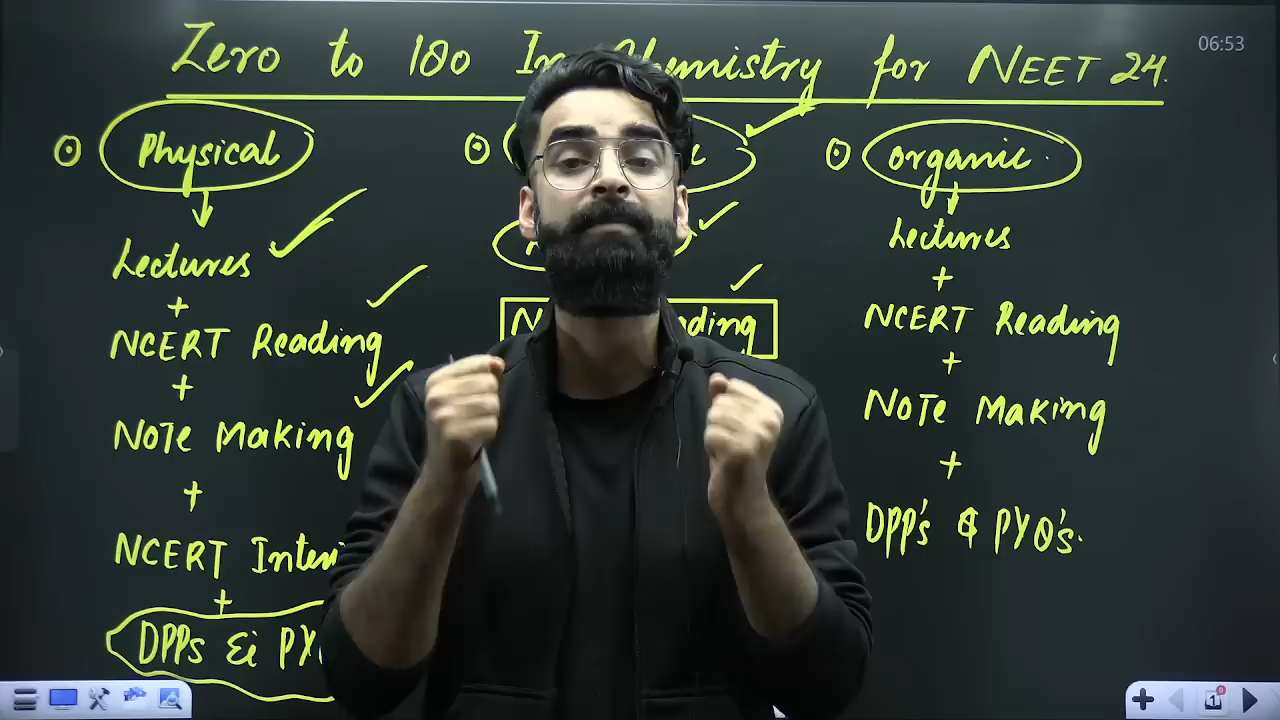 Zero to 100 In Chemistry for NEET 24.
06:53
Physical
Lectures
+
NCERT Reading
+
NOTE Making
+
NCERT
+
DPPs & PY
organic
Lectures
+
NCERT Reading
+
NOTE Making
+
DPP's & PYQ's.
1